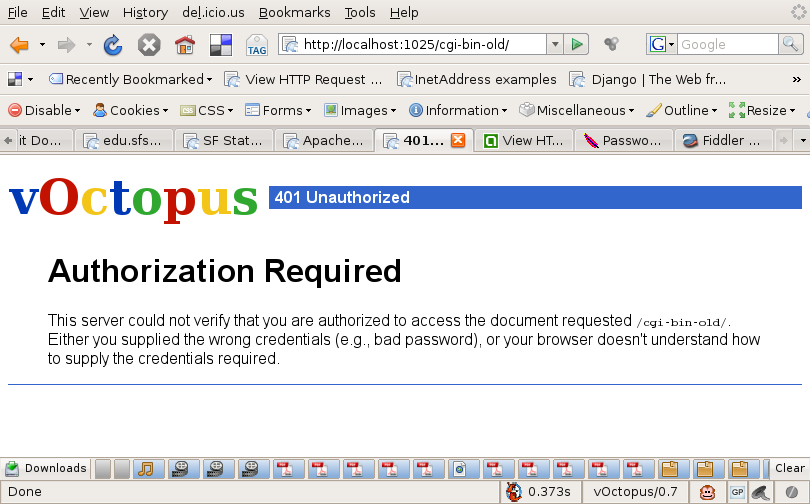 File Edit View History del.icio.us Bookmarks Tools Help
TAG http://localhost:1025/cgi-bin-old/ G Google
Recently Bookmarked View HTTP Request ... InetAddress examples Django | The Web fr... »
Disable Cookies CSS Forms Images Information Miscellaneous Outline Resize
it Do... edu.sfs... SF Stat... Apache... 401... View HT... Passwo... Fiddler ...
vOctopus 401 Unauthorized
Authorization Required
This server could not verify that you are authorized to access the document requested /cgi-bin-old/.
Either you supplied the wrong credentials (e.g., bad password), or your browser doesn't understand how
to supply the credentials required.
Downloads Clear
Done 0.373s vOctopus/0.7 GP